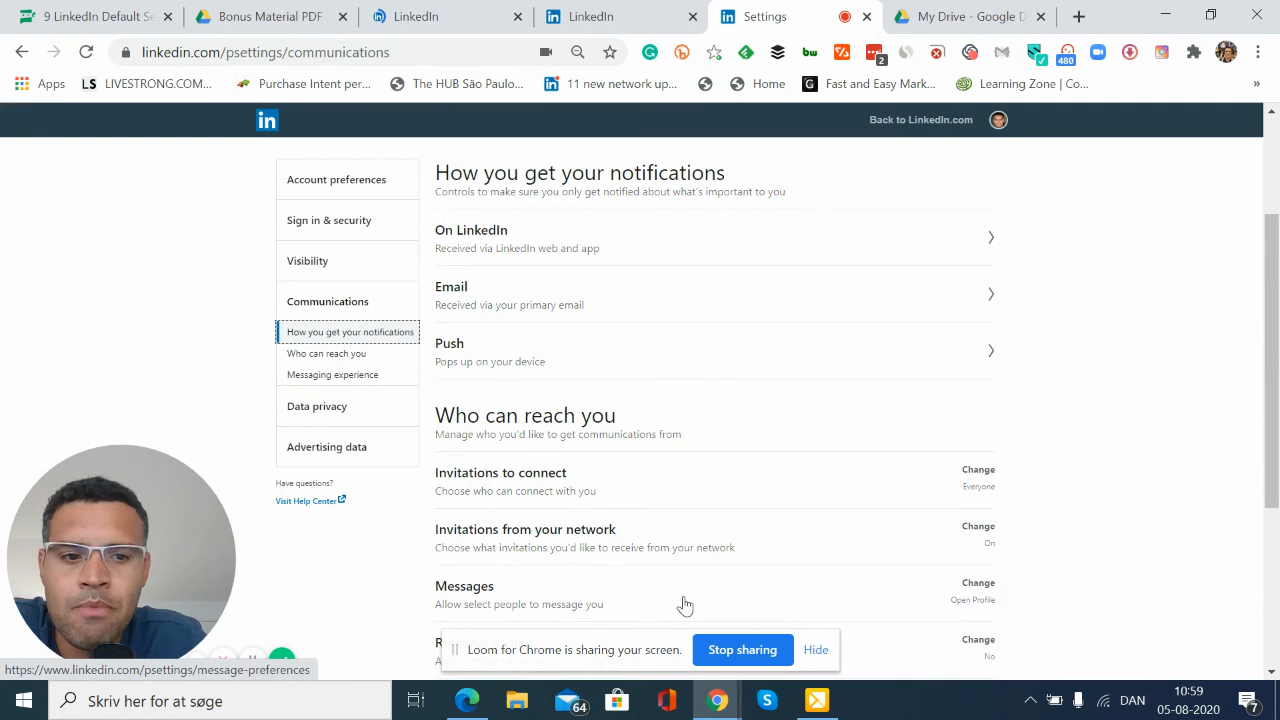 9 LinkedIn Default Se
Bonus Material PDF
LinkedIn
LinkedIn
Settings
My Drive - Google D
linkedin.com/psettings/communications
2
480
Apps
LS LIVESTRONG.COM...
Purchase Intent per...
The HUB São Paulo...
11 new network up...
Home
G Fast and Easy Mark...
Learning Zone | Co...
»
in
Back to LinkedIn.com
Account preferences
Sign in & security
Visibility
Communications
How you get your notifications
Who can reach you
Messaging experience
Data privacy
Advertising data
Have questions?
Visit Help Center
How you get your notifications
Controls to make sure you only get notified about what's important to you
On LinkedIn
Received via LinkedIn web and app
Email
Received via your primary email
Push
Pops up on your device
Who can reach you
Manage who you'd like to get communications from
Invitations to connect
Change
Choose who can connect with you
Everyone
Invitations from your network
Change
Choose what invitations you'd like to receive from your network
On
Messages
Change
Allow select people to message you
Open Profile
Change
No
Loom for Chrome is sharing your screen.
Stop sharing
Hide
https://www.linkedin.com/psettings/message-preferences
Skriv her for at søge
64
DAN
10:59
05-08-2020
7